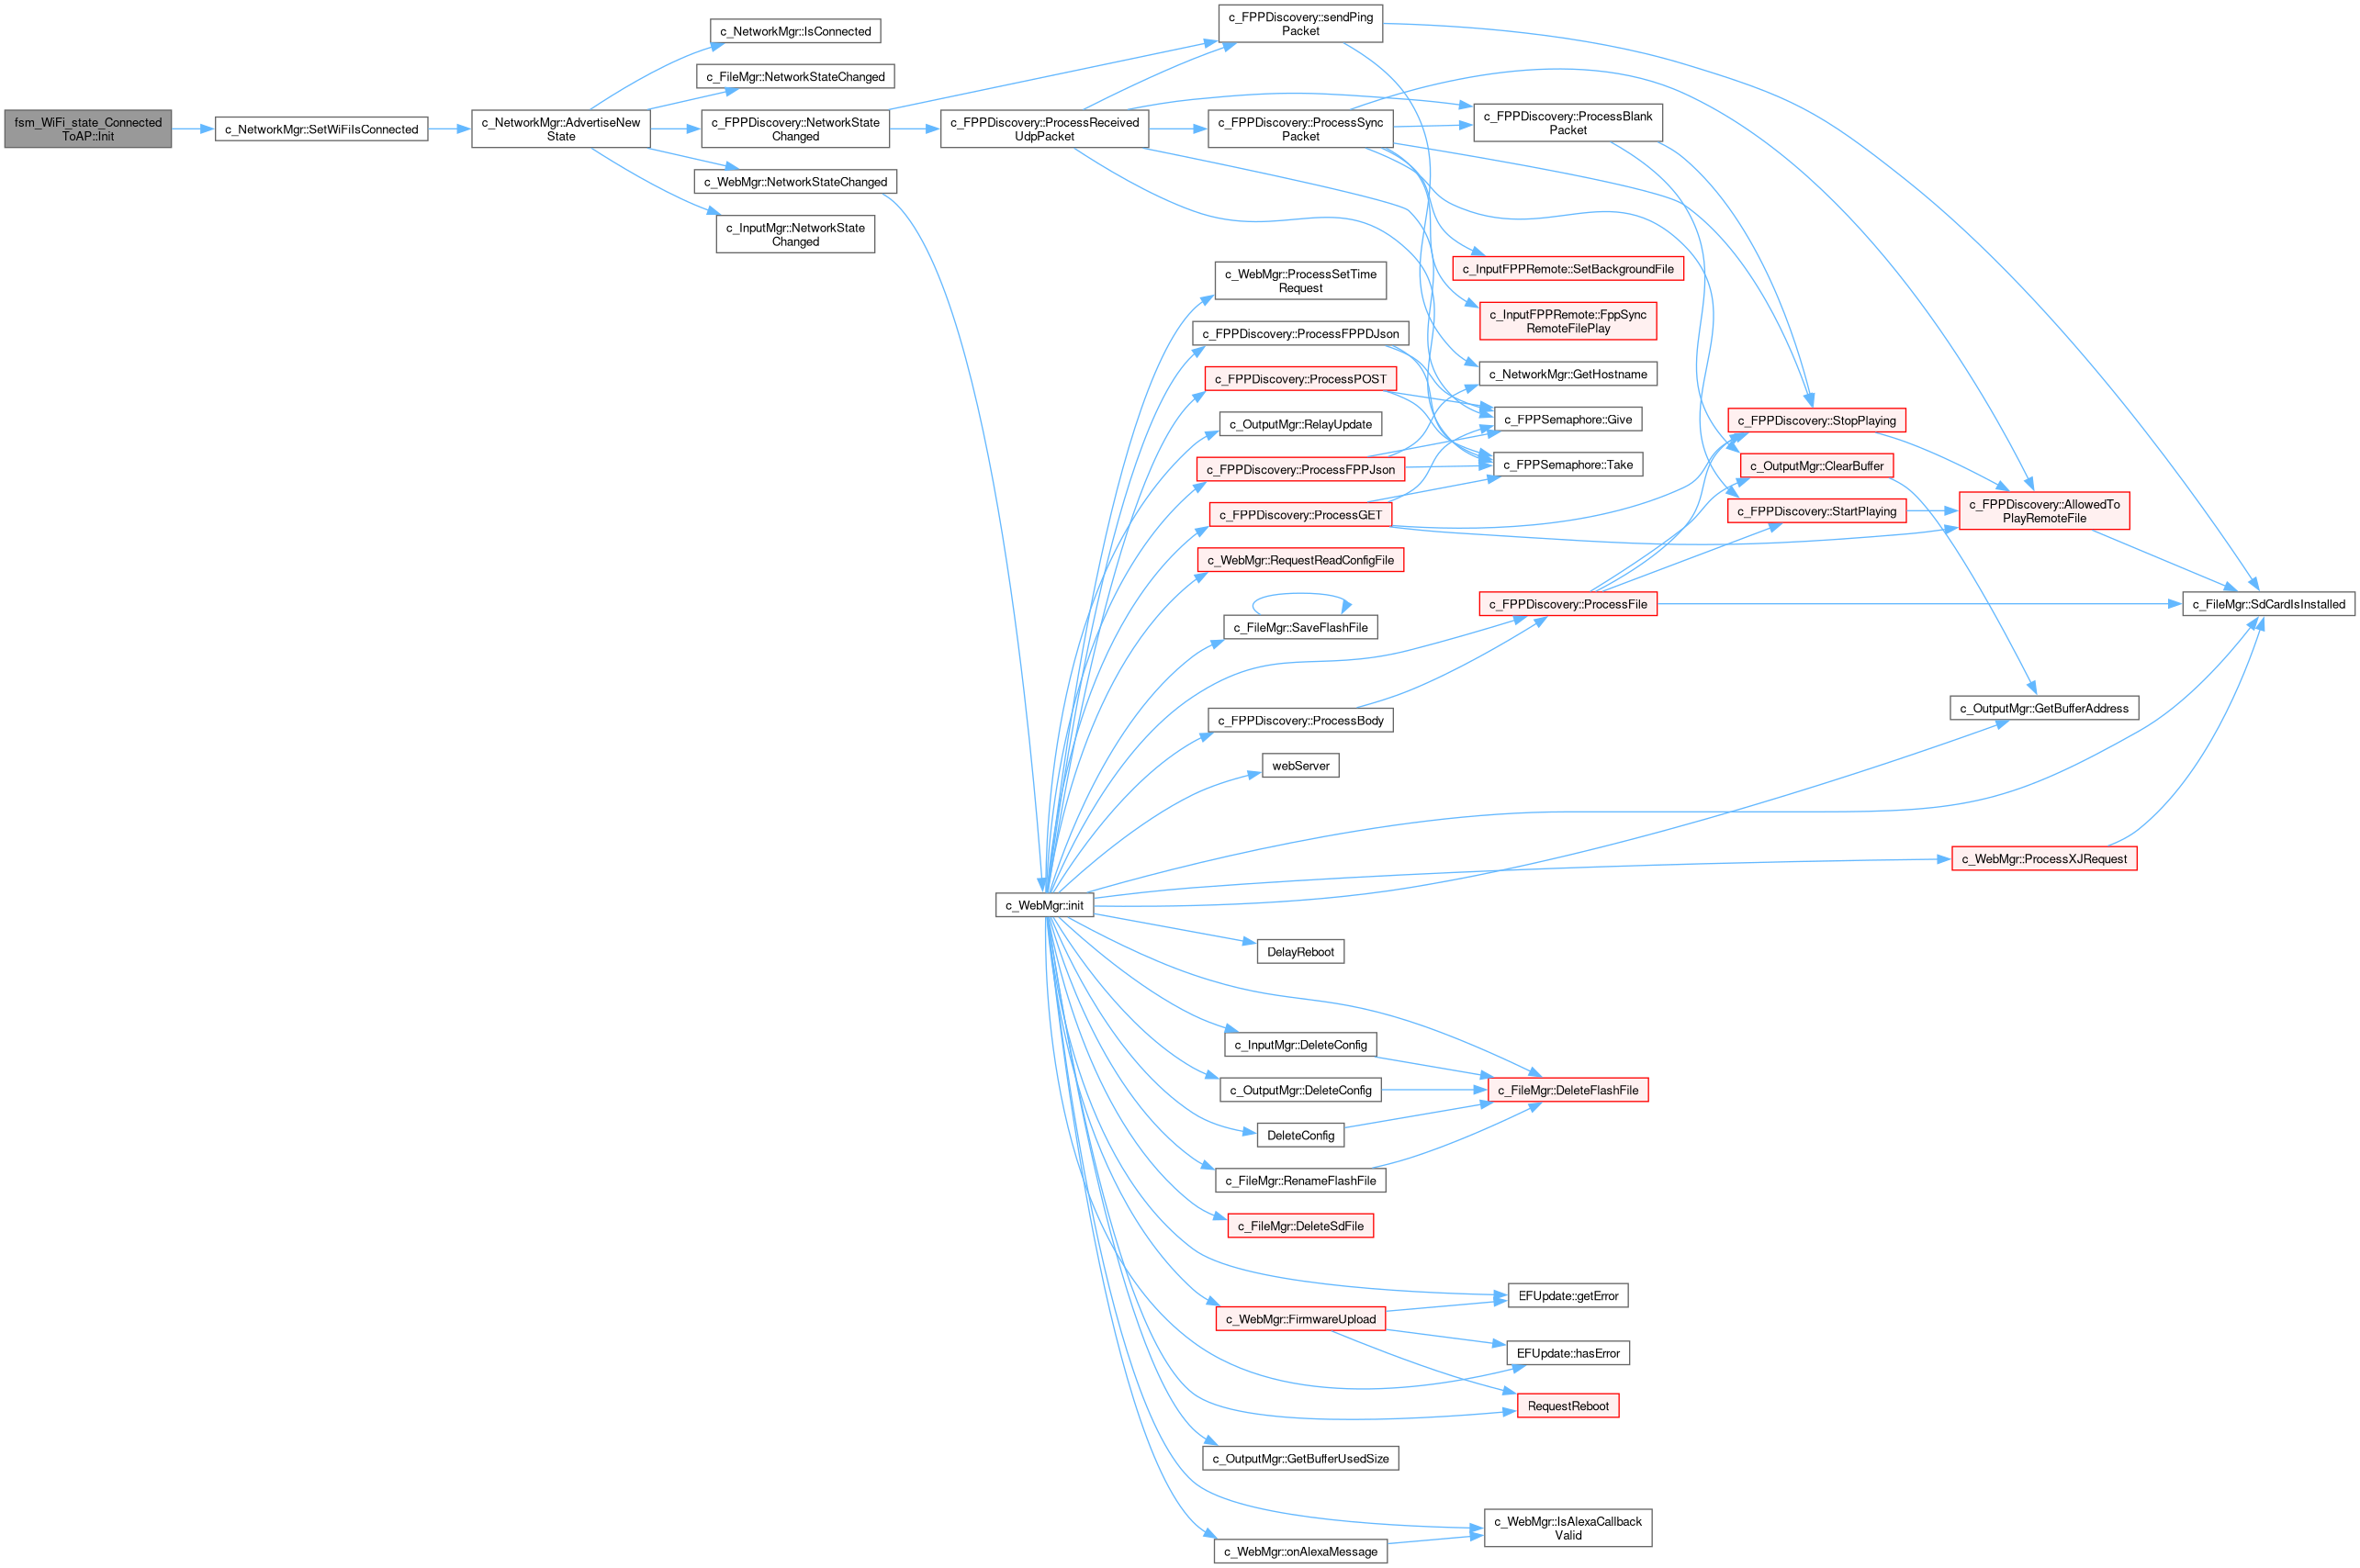 fsm_WiFi_state_Connected
ToAP::Init
c_NetworkMgr::SetWiFiIsConnected
c_NetworkMgr::AdvertiseNew
State
c_NetworkMgr::IsConnected
c_FileMgr::NetworkStateChanged
c_FPPDiscovery::NetworkState
Changed
c_WebMgr::NetworkStateChanged
c_InputMgr::NetworkState
Changed
c_FPPDiscovery::ProcessReceived
UdpPacket
c_WebMgr::init
c_FPPDiscovery::sendPing
Packet
c_FPPDiscovery::ProcessSync
Packet
c_WebMgr::ProcessSetTime
Request
c_FPPDiscovery::ProcessFPPDJson
c_FPPDiscovery::ProcessPOST
c_OutputMgr::RelayUpdate
c_FPPDiscovery::ProcessFPPJson
c_FPPDiscovery::ProcessGET
c_WebMgr::RequestReadConfigFile
c_FileMgr::SaveFlashFile
c_FPPDiscovery::ProcessBody
webServer
DelayReboot
c_InputMgr::DeleteConfig
c_OutputMgr::DeleteConfig
DeleteConfig
c_FileMgr::RenameFlashFile
c_FileMgr::DeleteSdFile
c_WebMgr::FirmwareUpload
c_OutputMgr::GetBufferUsedSize
c_WebMgr::onAlexaMessage
c_FPPDiscovery::ProcessBlank
Packet
c_InputFPPRemote::SetBackgroundFile
c_InputFPPRemote::FppSync
RemoteFilePlay
c_NetworkMgr::GetHostname
c_FPPSemaphore::Give
c_FPPSemaphore::Take
c_FPPDiscovery::ProcessFile
c_FileMgr::DeleteFlashFile
EFUpdate::getError
EFUpdate::hasError
RequestReboot
c_WebMgr::IsAlexaCallback
Valid
c_FPPDiscovery::StopPlaying
c_OutputMgr::ClearBuffer
c_FPPDiscovery::StartPlaying
c_FPPDiscovery::AllowedTo
PlayRemoteFile
c_OutputMgr::GetBufferAddress
c_WebMgr::ProcessXJRequest
c_FileMgr::SdCardIsInstalled